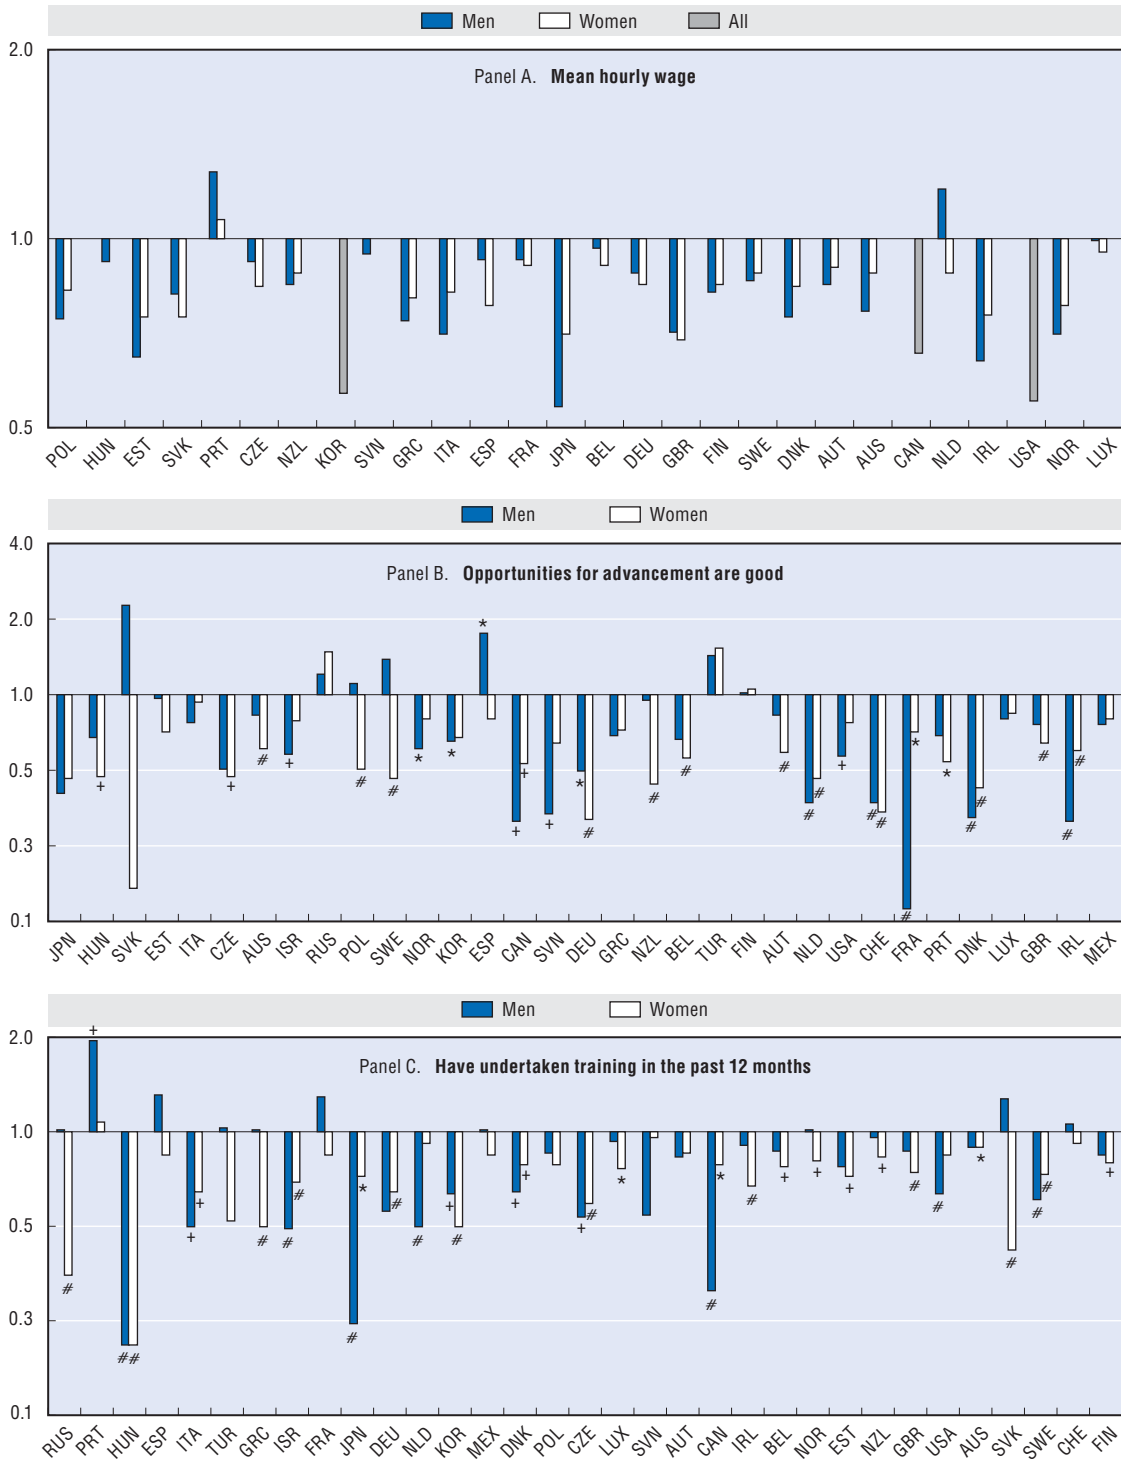 Men Women All
Panel A. Mean hourly wage
2.0
1.0
0.5
POL HUN EST SVK PRT CZE NZL KOR SVN GRC ITA ESP FRA JPN BEL DEU GBR FIN SWE DNK AUT AUS CAN NLD IRL USA NOR LUX
Men Women
Panel B. Opportunities for advancement are good
4.0
2.0
1.0
0.5
0.3
0.1
* + + # + # # * * + + * # # # # # # + # # # * * # # # # #
JPN HUN SVK EST ITA CZE AUS ISR RUS POL SWE NOR KOR ESP CAN SVN DEU GRC NZL BEL TUR FIN AUT NLD USA CHE FRA PRT DNK LUX GBR IRL MEX
Men Women
Panel C. Have undertaken training in the past 12 months
2.0
1.0
0.5
0.3
0.1
+ # # # + + # # # # * # # + # + + + # * # * # + + + + # # * # # # +
RUS PRT HUN ESP ITA TUR GRC ISR FRA JPN DEU NLD KOR MEX DNK POL CZE LUX SVN AUT CAN IRL BEL NOR EST NZL GBR USA AUS SVK SWE CHE FIN